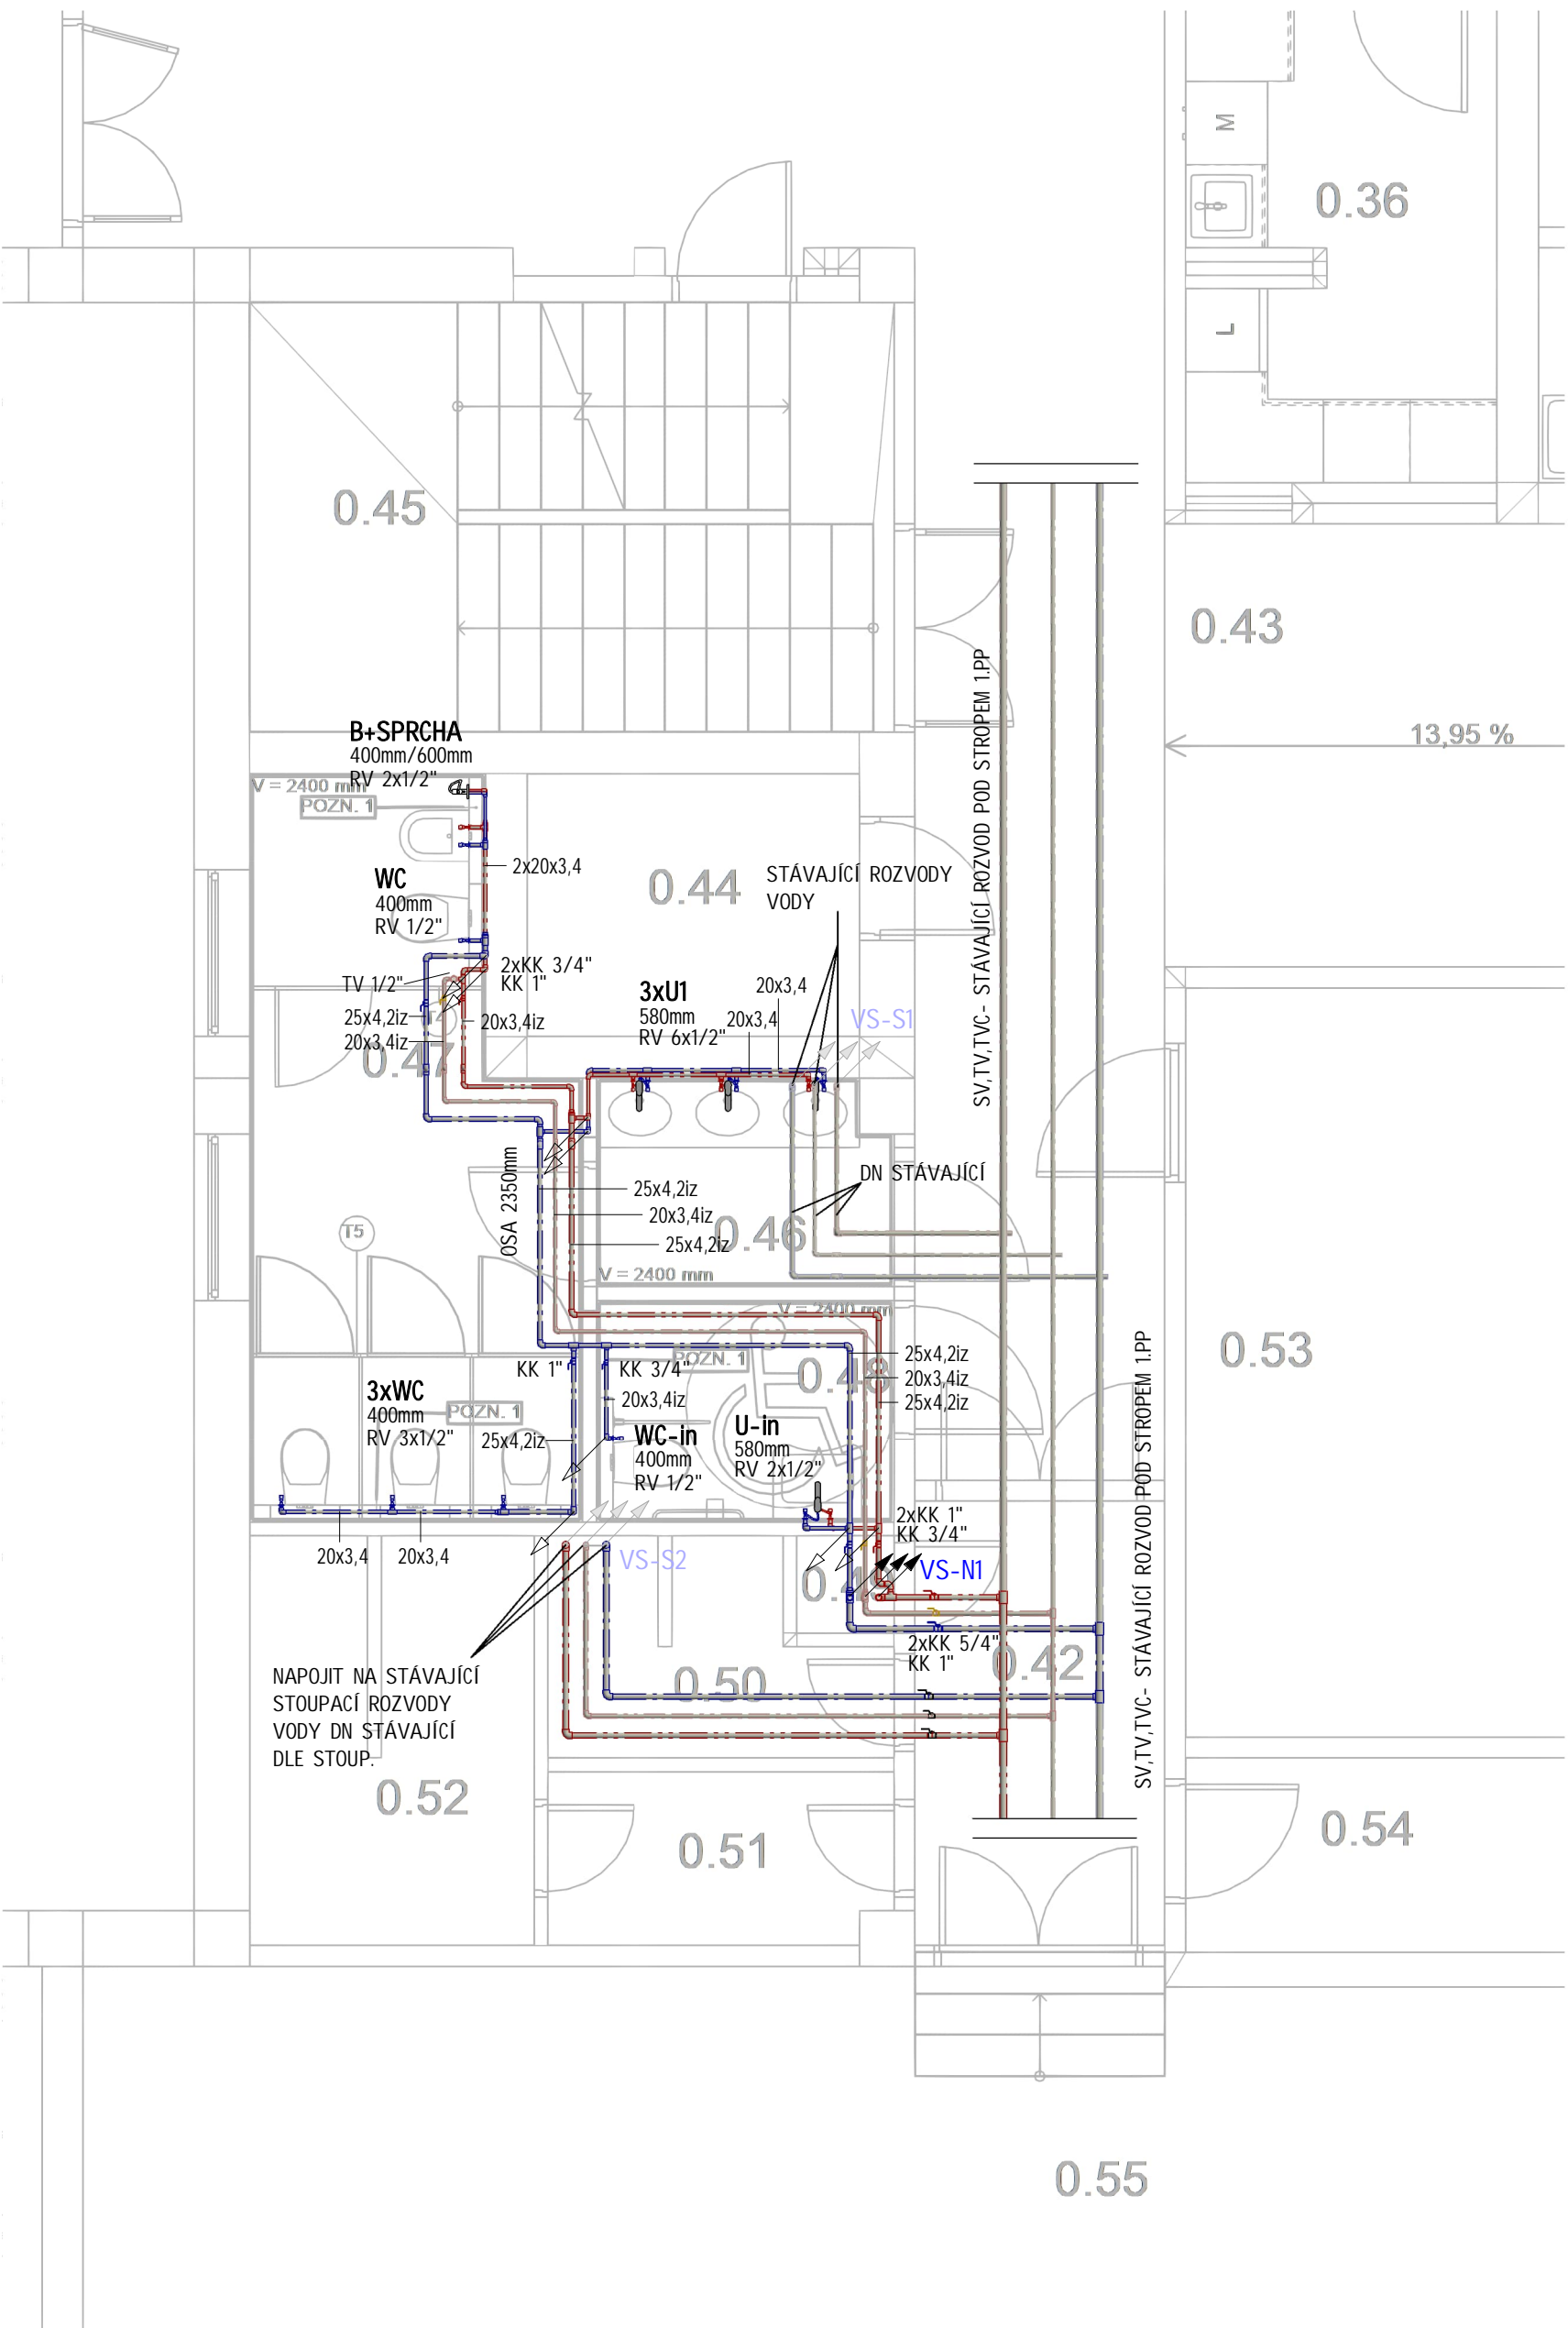 M
0.36
L
0.45
0.43
SV,TV,TVC- STÁVAJÍCÍ ROZVOD POD STROPEM 1.PP
13,95 %
B+SPRCHA
400mm/600mm
RV 2x1/2"
V = 2400 mm
POZN. 1
2x20x3,4
WC
400mm
RV 1/2"
0.44
STÁVAJÍCÍ ROZVODY
VODY
2xKK 3/4"
KK 1"
TV 1/2"
25x4,2iz
20x3,4iz
20x3,4iz
0.47
3xU1
580mm
RV 6x1/2"
20x3,4
20x3,4
VS-S1
OSA 2350mm
DN STÁVAJÍCÍ
25x4,2iz
20x3,4iz
25x4,2iz
0.46
T5
V = 2400 mm
V = 2400 mm
0.53
SV,TV,TVC- STÁVAJÍCÍ ROZVOD POD STROPEM 1.PP
KK 1"
KK 3/4"
POZN. 1
0.48
25x4,2iz
20x3,4iz
25x4,2iz
3xWC
400mm
RV 3x1/2"
POZN. 1
25x4,2iz
20x3,4iz
WC-in
400mm
RV 1/2"
U-in
580mm
RV 2x1/2"
2xKK 1"
KK 3/4"
20x3,4
20x3,4
VS-S2
VS-N1
2xKK 5/4"
KK 1"
0.42
0.50
NAPOJIT NA STÁVAJÍCÍ
STOUPACÍ ROZVODY
VODY DN STÁVAJÍCÍ
DLE STOUP.
0.52
0.51
0.54
0.55